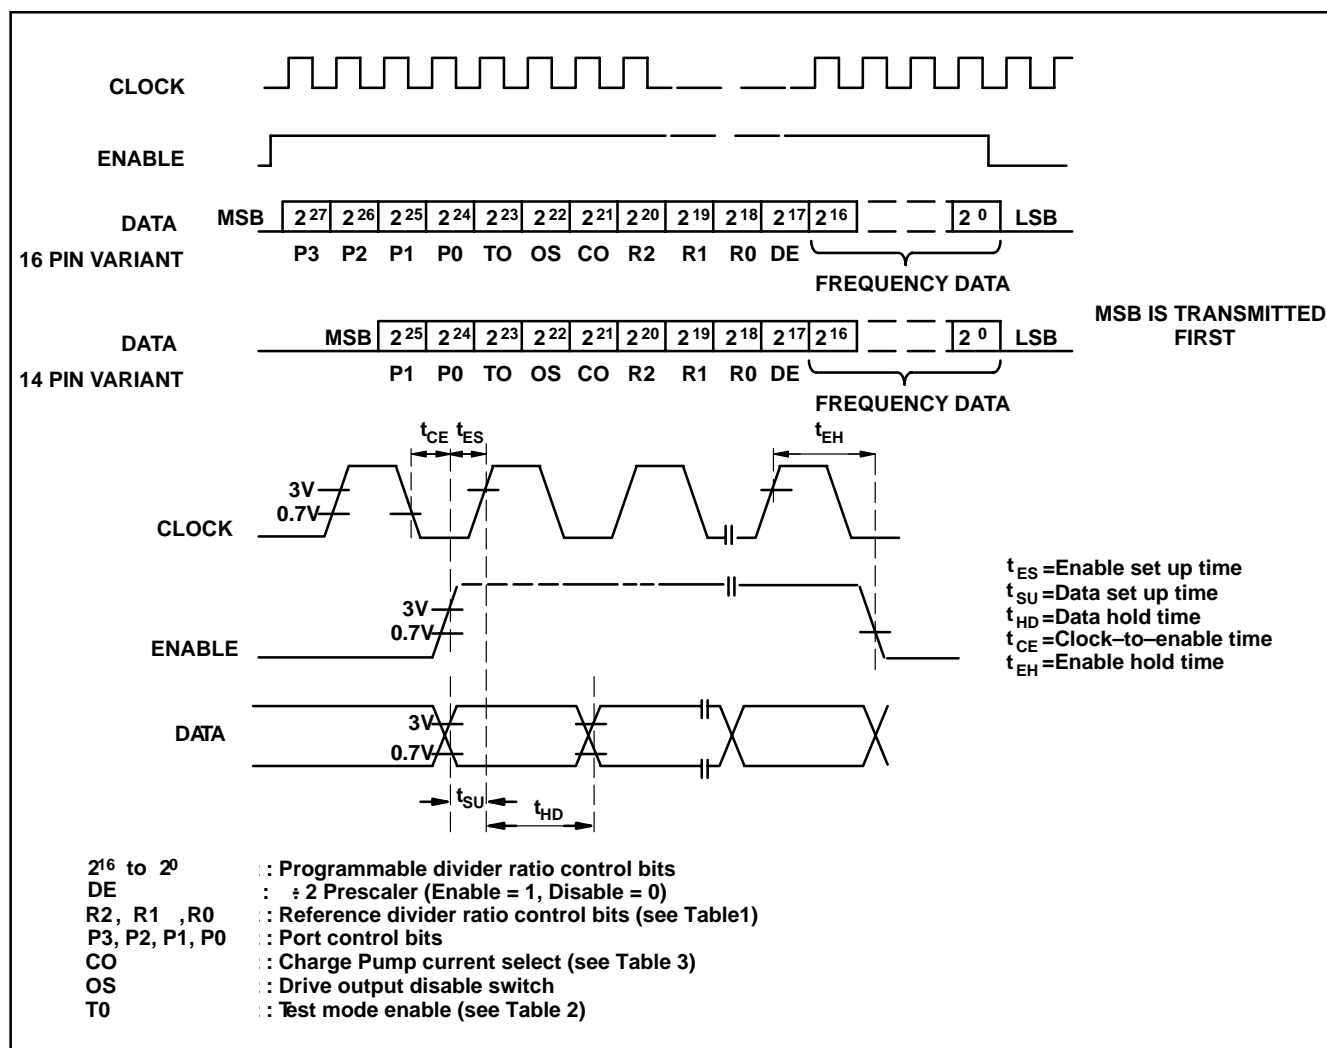 CLOCK
ENABLE
DATA MSB 2^27 2^26 2^25 2^24 2^23 2^22 2^21 2^20 2^19 2^18 2^17 2^16 2^0 LSB
16 PIN VARIANT P3 P2 P1 P0 TO OS CO R2 R1 R0 DE
FREQUENCY DATA
MSB IS TRANSMITTED
FIRST
DATA MSB 2^25 2^24 2^23 2^22 2^21 2^20 2^19 2^18 2^17 2^16 2^0 LSB
14 PIN VARIANT P1 P0 TO OS CO R2 R1 R0 DE
FREQUENCY DATA
tCE tES tEH
3V
0.7V
CLOCK
3V
0.7V
ENABLE
tES=Enable set up time
tSU=Data set up time
tHD=Data hold time
tCE=Clock–to–enable time
tEH=Enable hold time
3V
DATA
0.7V
tSU tHD
2^16 to 2^0 : : Programmable divider ratio control bits
DE : ÷ 2 Prescaler (Enable = 1, Disable = 0)
R2, R1 ,R0 : : Reference divider ratio control bits (see Table1)
P3, P2, P1, P0 : : Port control bits
CO : : Charge Pump current select (see Table 3)
OS : : Drive output disable switch
T0 : : Test mode enable (see Table 2)